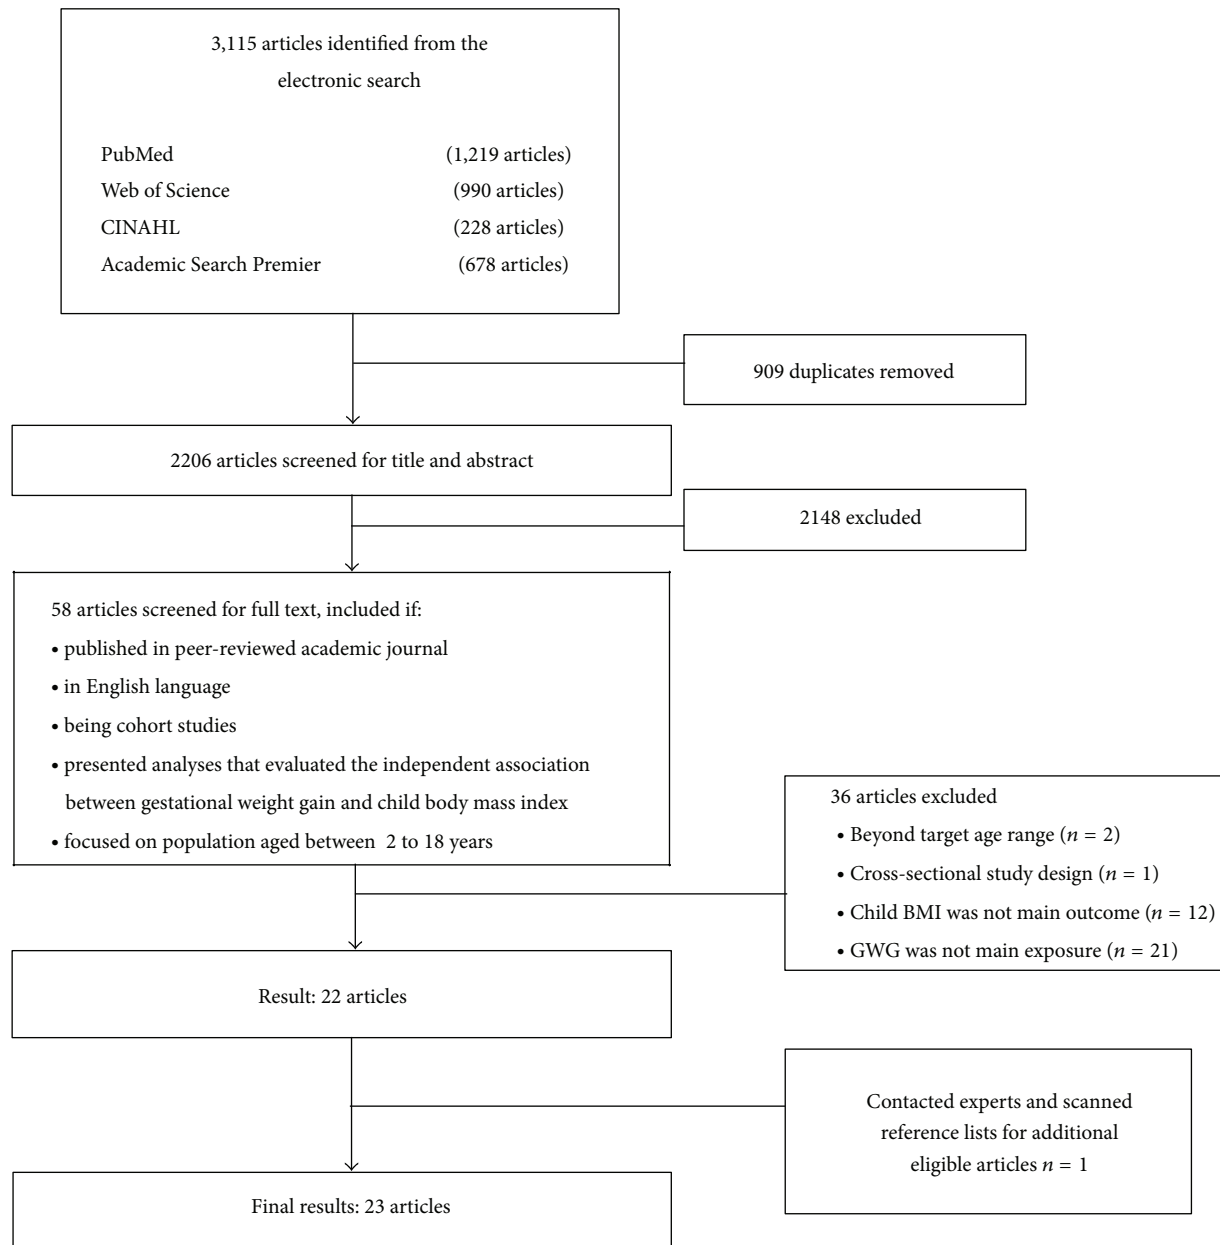 3,115 articles identified from the
electronic search
PubMed (1,219 articles)
Web of Science (990 articles)
CINAHL (228 articles)
Academic Search Premier (678 articles)
909 duplicates removed
2206 articles screened for title and abstract
2148 excluded
58 articles screened for full text, included if:
• published in peer-reviewed academic journal
• in English language
• being cohort studies
• presented analyses that evaluated the independent association
between gestational weight gain and child body mass index
• focused on population aged between 2 to 18 years
36 articles excluded
• Beyond target age range (n = 2)
• Cross-sectional study design (n = 1)
• Child BMI was not main outcome (n = 12)
• GWG was not main exposure (n = 21)
Result: 22 articles
Contacted experts and scanned
reference lists for additional
eligible articles n = 1
Final results: 23 articles